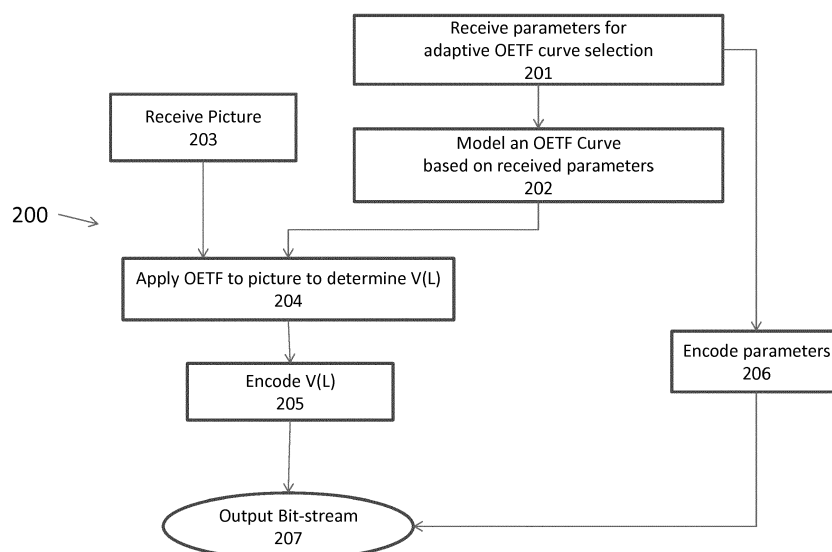 Receive parameters for
adaptive OETF curve selection
201
Receive Picture
203
Model an OETF Curve
based on received parameters
202
200
Apply OETF to picture to determine V(L)
204
Encode parameters
206
Encode V(L)
205
Output Bit-stream
207